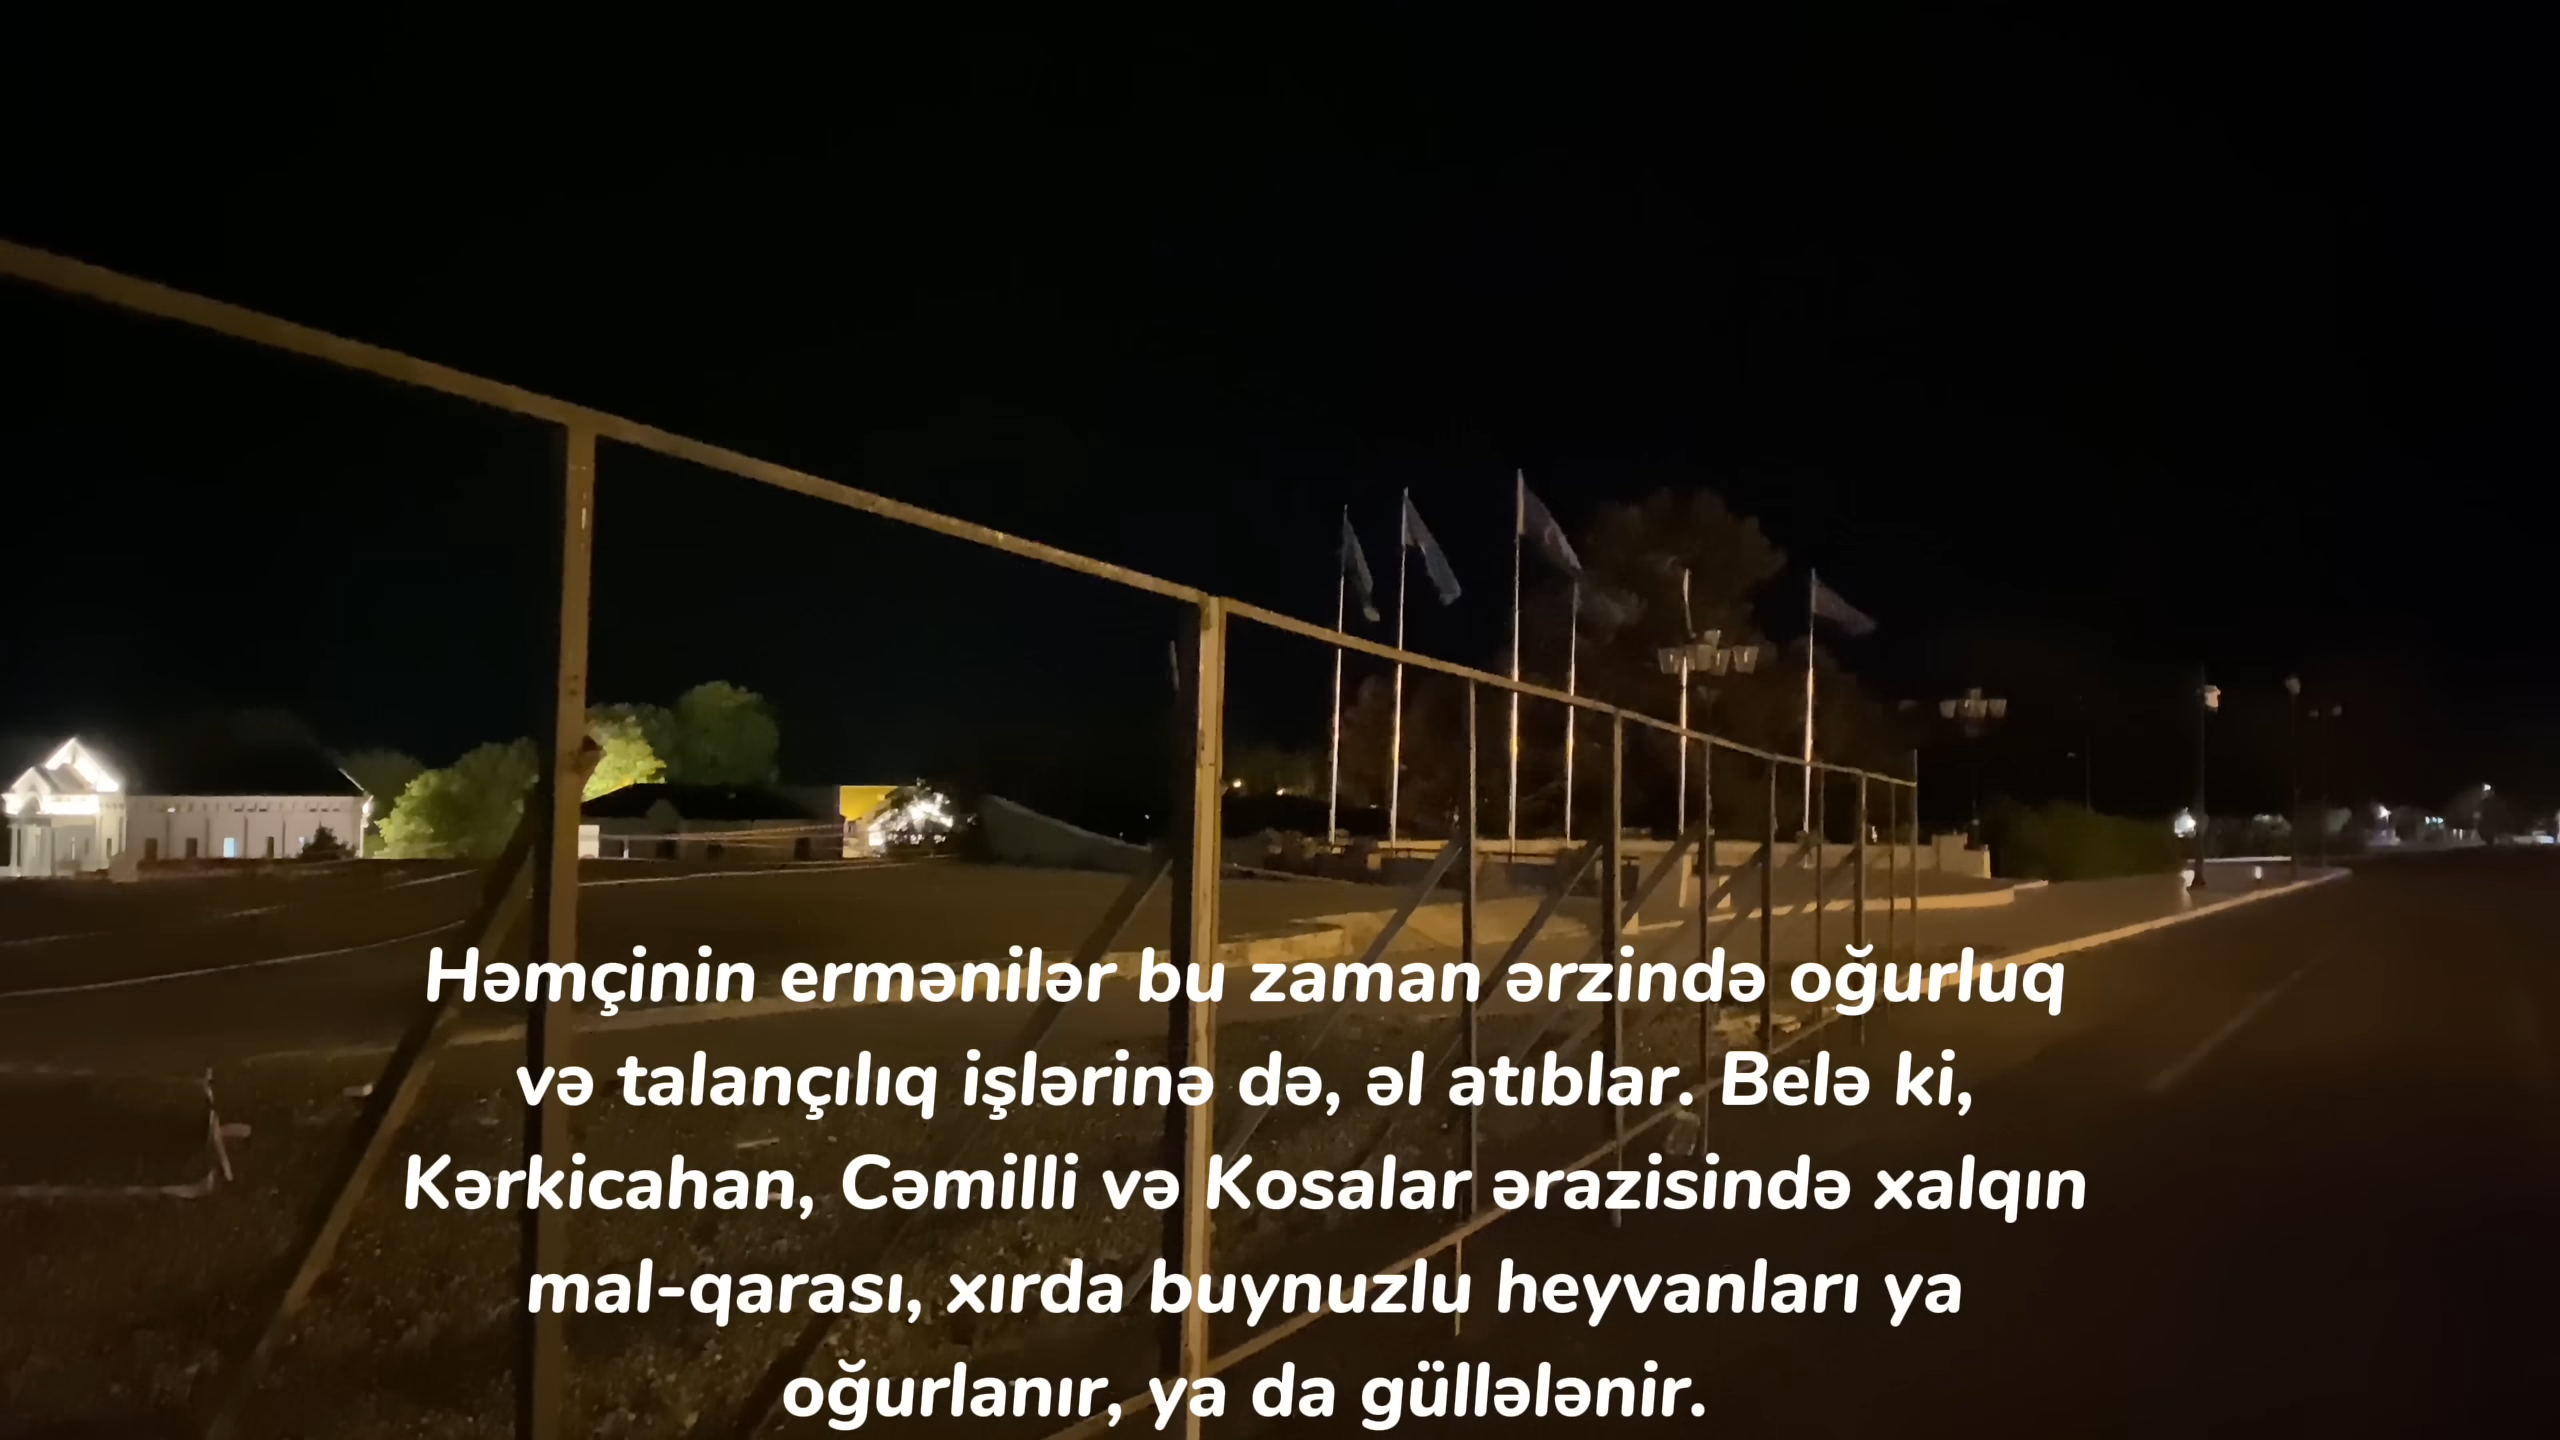 Həmçinin ermənilər bu zaman ərzində oğurluq
və talançılıq işlərinə də, əl atıblar. Belə ki,
Kərkicahan, Cəmilli və Kosalar ərazisində xalqın
mal-qarası, xırda buynuzlu heyvanları ya
oğurlanır, ya da güllələnir.